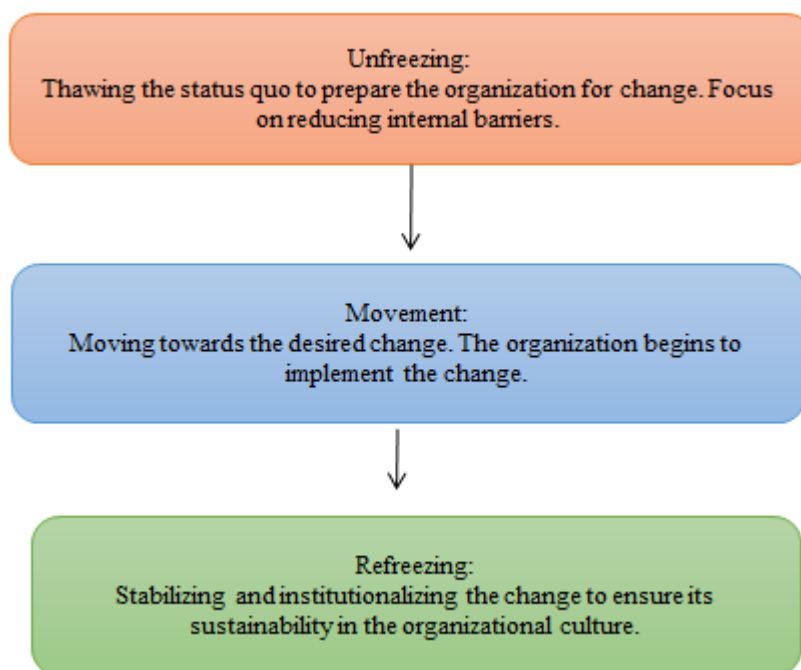 Unfreezing:
Thawing the status quo to prepare the organization for change. Focus
on reducing internal barriers.
Movement:
Moving towards the desired change. The organization begins to
implement the change.
Refreezing:
Stabilizing and institutionalizing the change to ensure its
sustainability in the organizational culture.